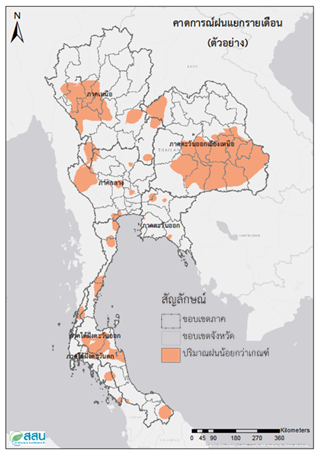 คาดการณ์ฝนแยกรายเดือน
(ตัวอย่าง)
N
ภาคเหนือ
ภาคตะวันออกเฉียงเหนือ
THAILAND
ภาคกลาง
ภาคตะวันออก
สัญลักษณ์
ขอบเขตภาค
ขอบเขตจังหวัด
ปริมาณฝนน้อยกว่าเกณฑ์
ภาคใต้ฝั่งตะวันออก
ภาคใต้ฝั่งตะวันตก
Kilometers
0 45 90 180 270 360
สสน